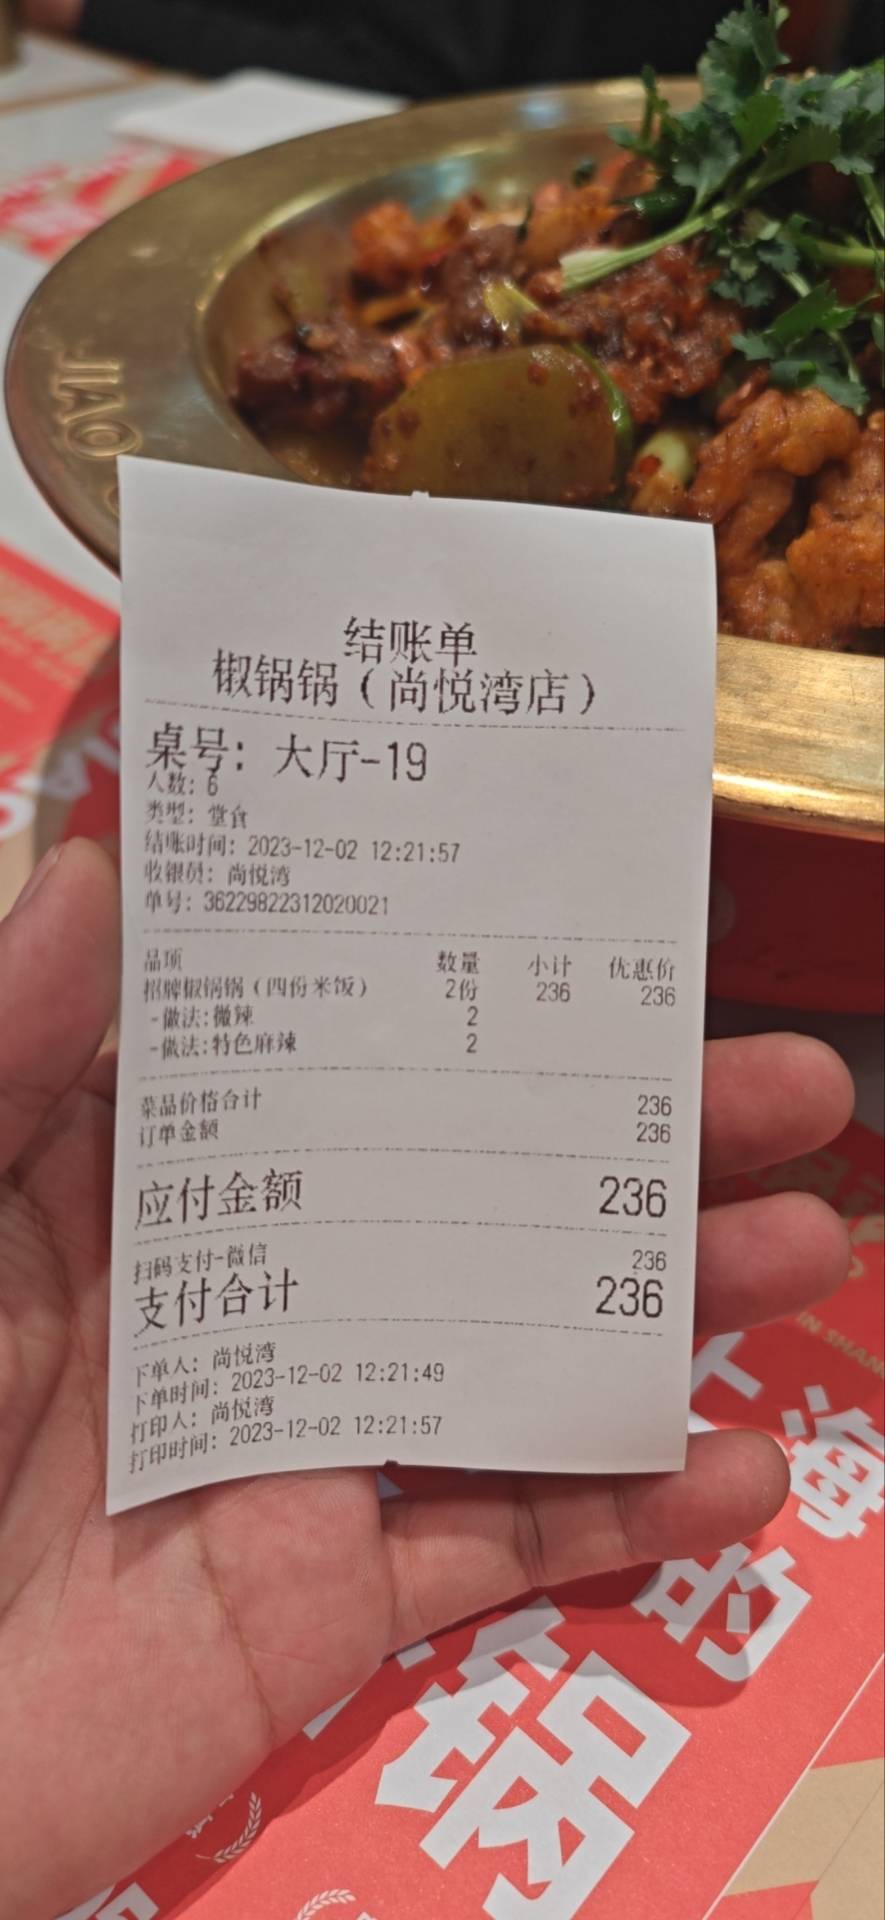 JIAO
结账单
椒锅锅（尚悦湾店）
桌号：大厅-19
人数：6
类型：堂食
结账时间：2023-12-02 12:21:57
收银员：尚悦湾
单号：36229822312020021
品项 数量 小计 优惠价
招牌椒锅锅（四份米饭） 2份 236 236
-做法:微辣 2
-做法:特色麻辣 2
菜品价格合计 236
订单金额 236
应付金额 236
扫码支付-微信 236
支付合计 236
下单人：尚悦湾
下单时间：2023-12-02 12:21:49
打印人：尚悦湾
打印时间：2023-12-02 12:21:57
IN SHANG
上海
的
锅